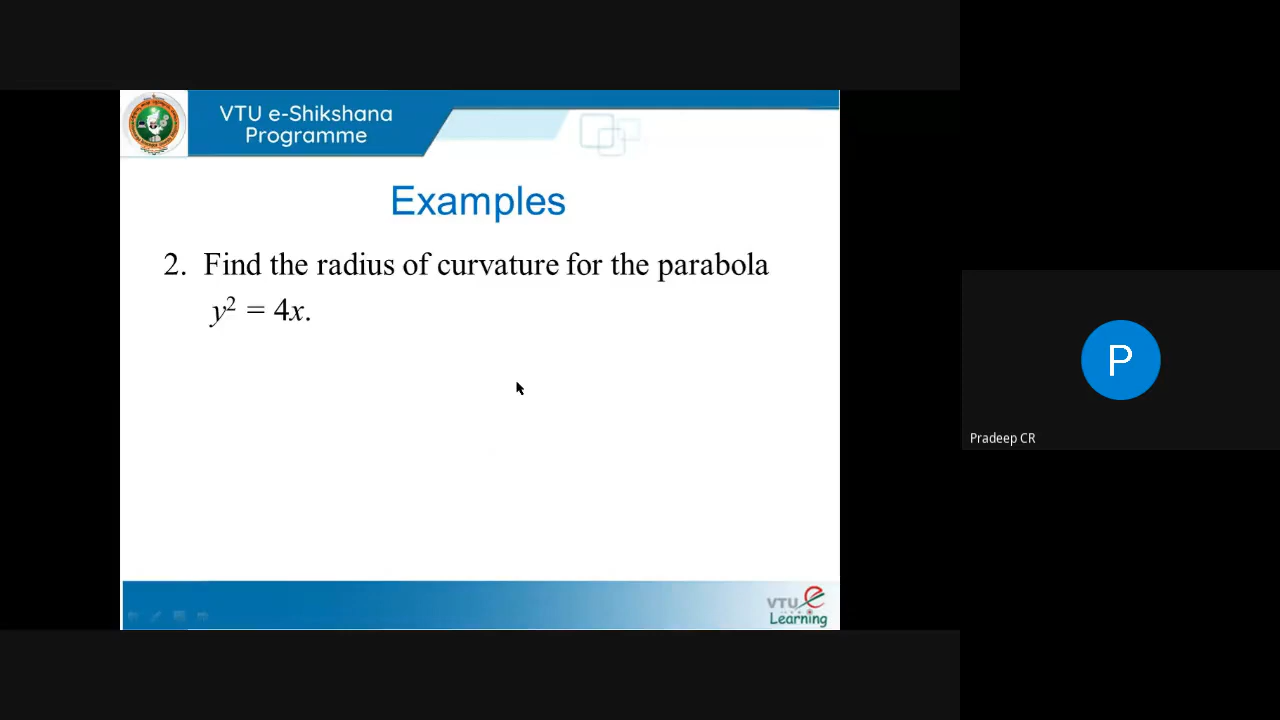 VTU e-Shikshana
Programme
Examples
2. Find the radius of curvature for the parabola
y² = 4x.
P
Pradeep CR
VTU e
Learning